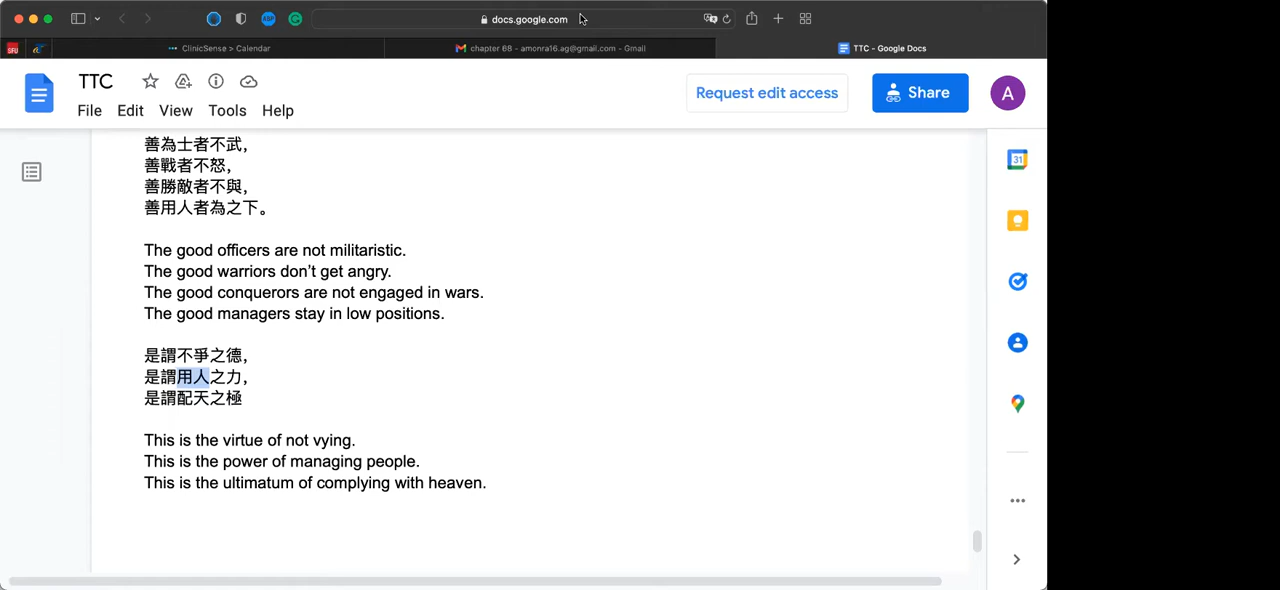 docs.google.com
ClinicSense > Calendar
chapter 68 - amonra16.ag@gmail.com - Gmail
TTC - Google Docs
TTC
Request edit access
Share
A
File Edit View Tools Help
善為士者不武,
善戰者不怒,
善勝敵者不與,
善用人者為之下。
The good officers are not militaristic.
The good warriors don’t get angry.
The good conquerors are not engaged in wars.
The good managers stay in low positions.
是謂不爭之德,
是謂用人之力,
是謂配天之極
This is the virtue of not vying.
This is the power of managing people.
This is the ultimatum of complying with heaven.
SFU
ABP
31